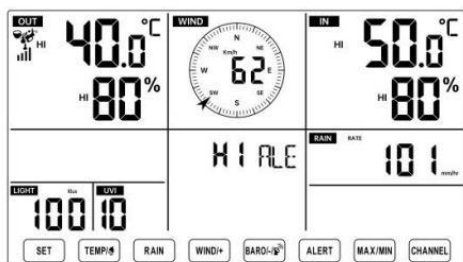 OUT
HI 40.0 °C
HI 80%
WIND
N
NW NE
Km/h
W 62 E
SW SE
S
IN
HI 50.0 °C
HI 80%
HI ALE
RAIN RATE
101 mm/hr
LIGHT Klux
100
UVI
10
SET TEMP/ RAIN WIND/+ BARO/-/ ALERT MAX/MIN CHANNEL